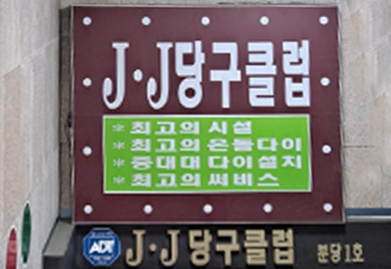 J·J당구클럽
※최고의 시설
※최고의 온돌다이
※중대대 다이설치
※최고의 써비스
ADT J·J당구클럽 분당1호